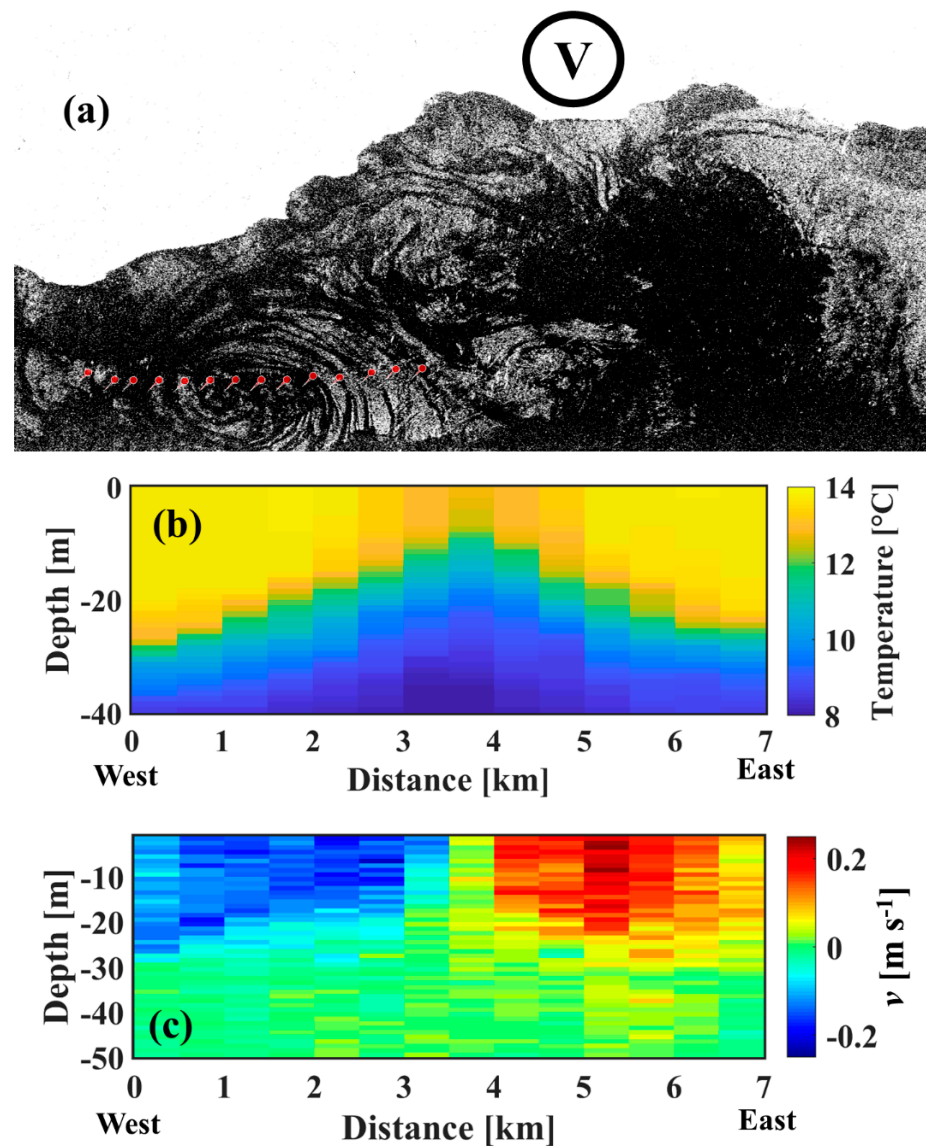 (a)
V
0
-20
-40
Depth [m]
(b)
0 1 2 3 4 5 6 7
West Distance [km] East
14
12
10
8
Temperature [°C]
-10
-20
-30
-40
-50
Depth [m]
(c)
0 1 2 3 4 5 6 7
West Distance [km] East
0.2
0
-0.2
v [m s⁻¹]